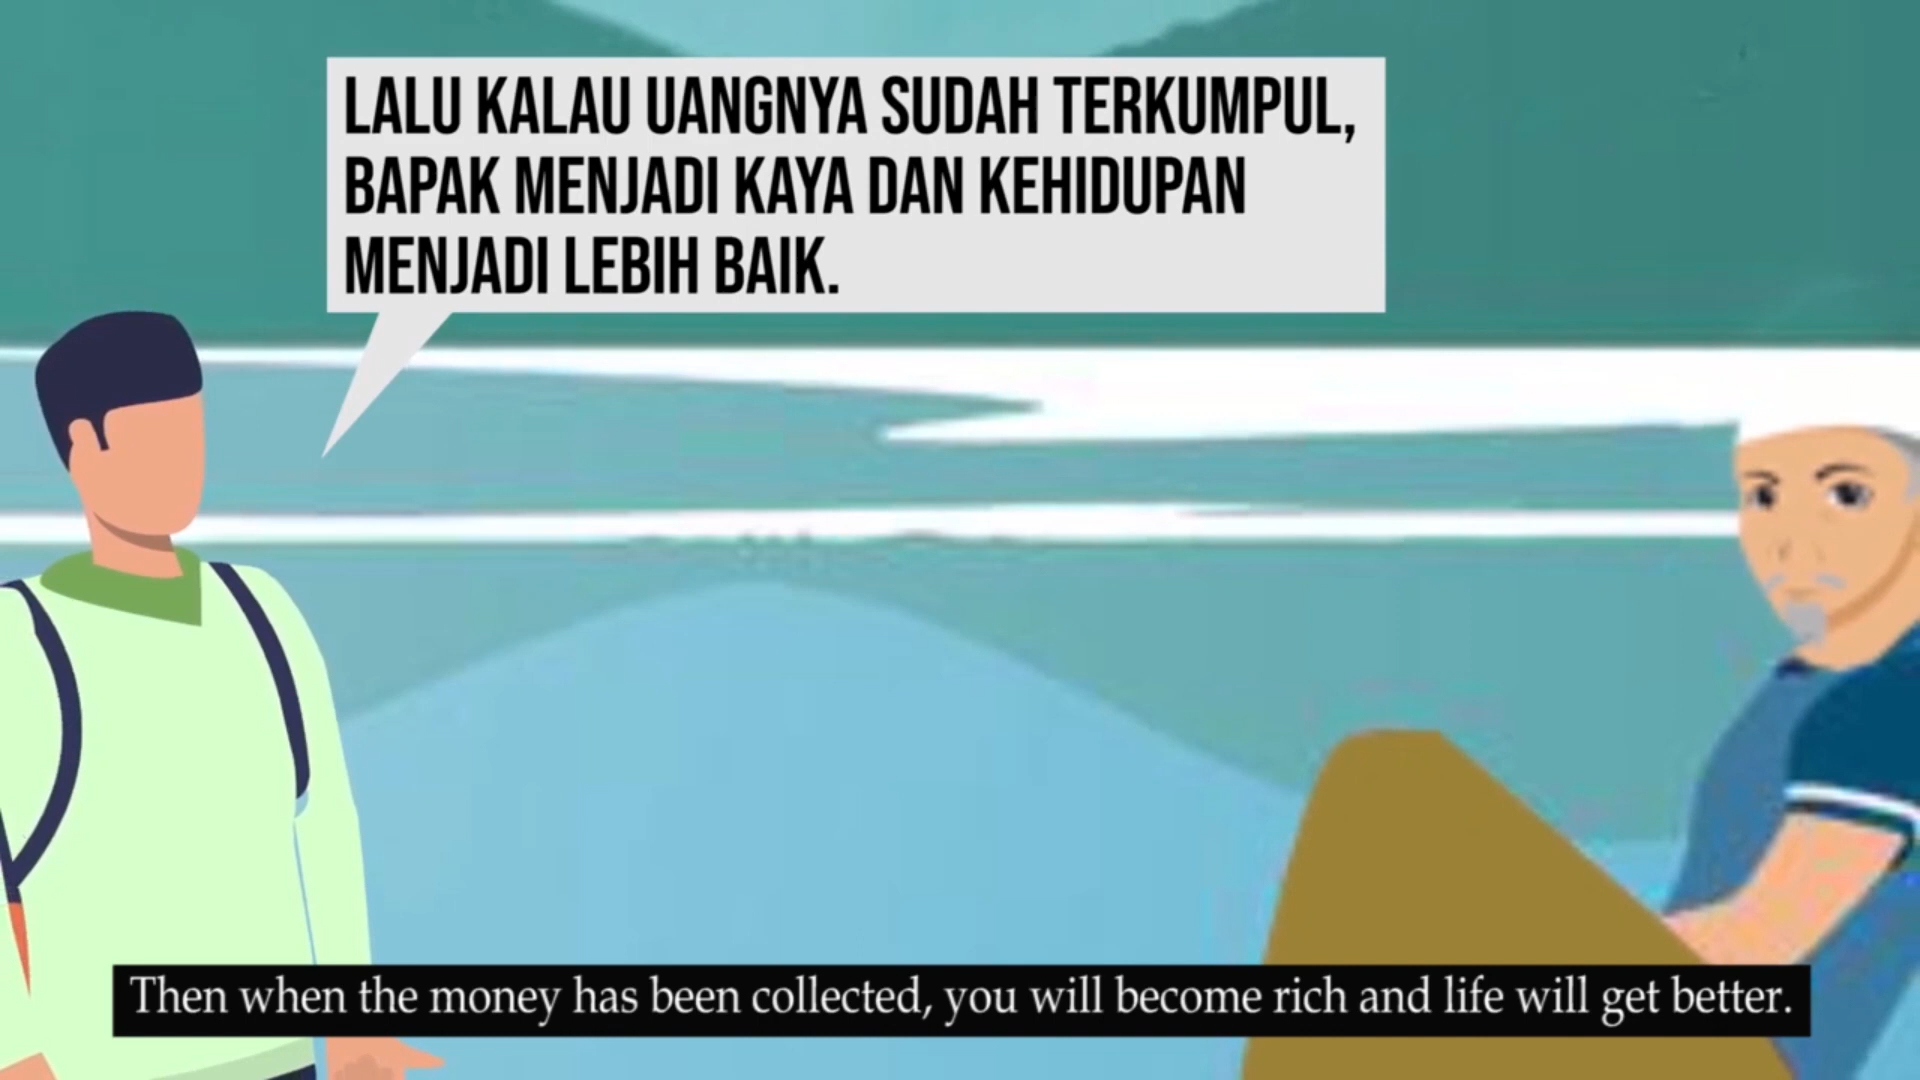 LALU KALAU UANGNYA SUDAH TERKUMPUL,
BAPAK MENJADI KAYA DAN KEHIDUPAN
MENJADI LEBIH BAIK.
Then when the money has been collected, you will become rich and life will get better.